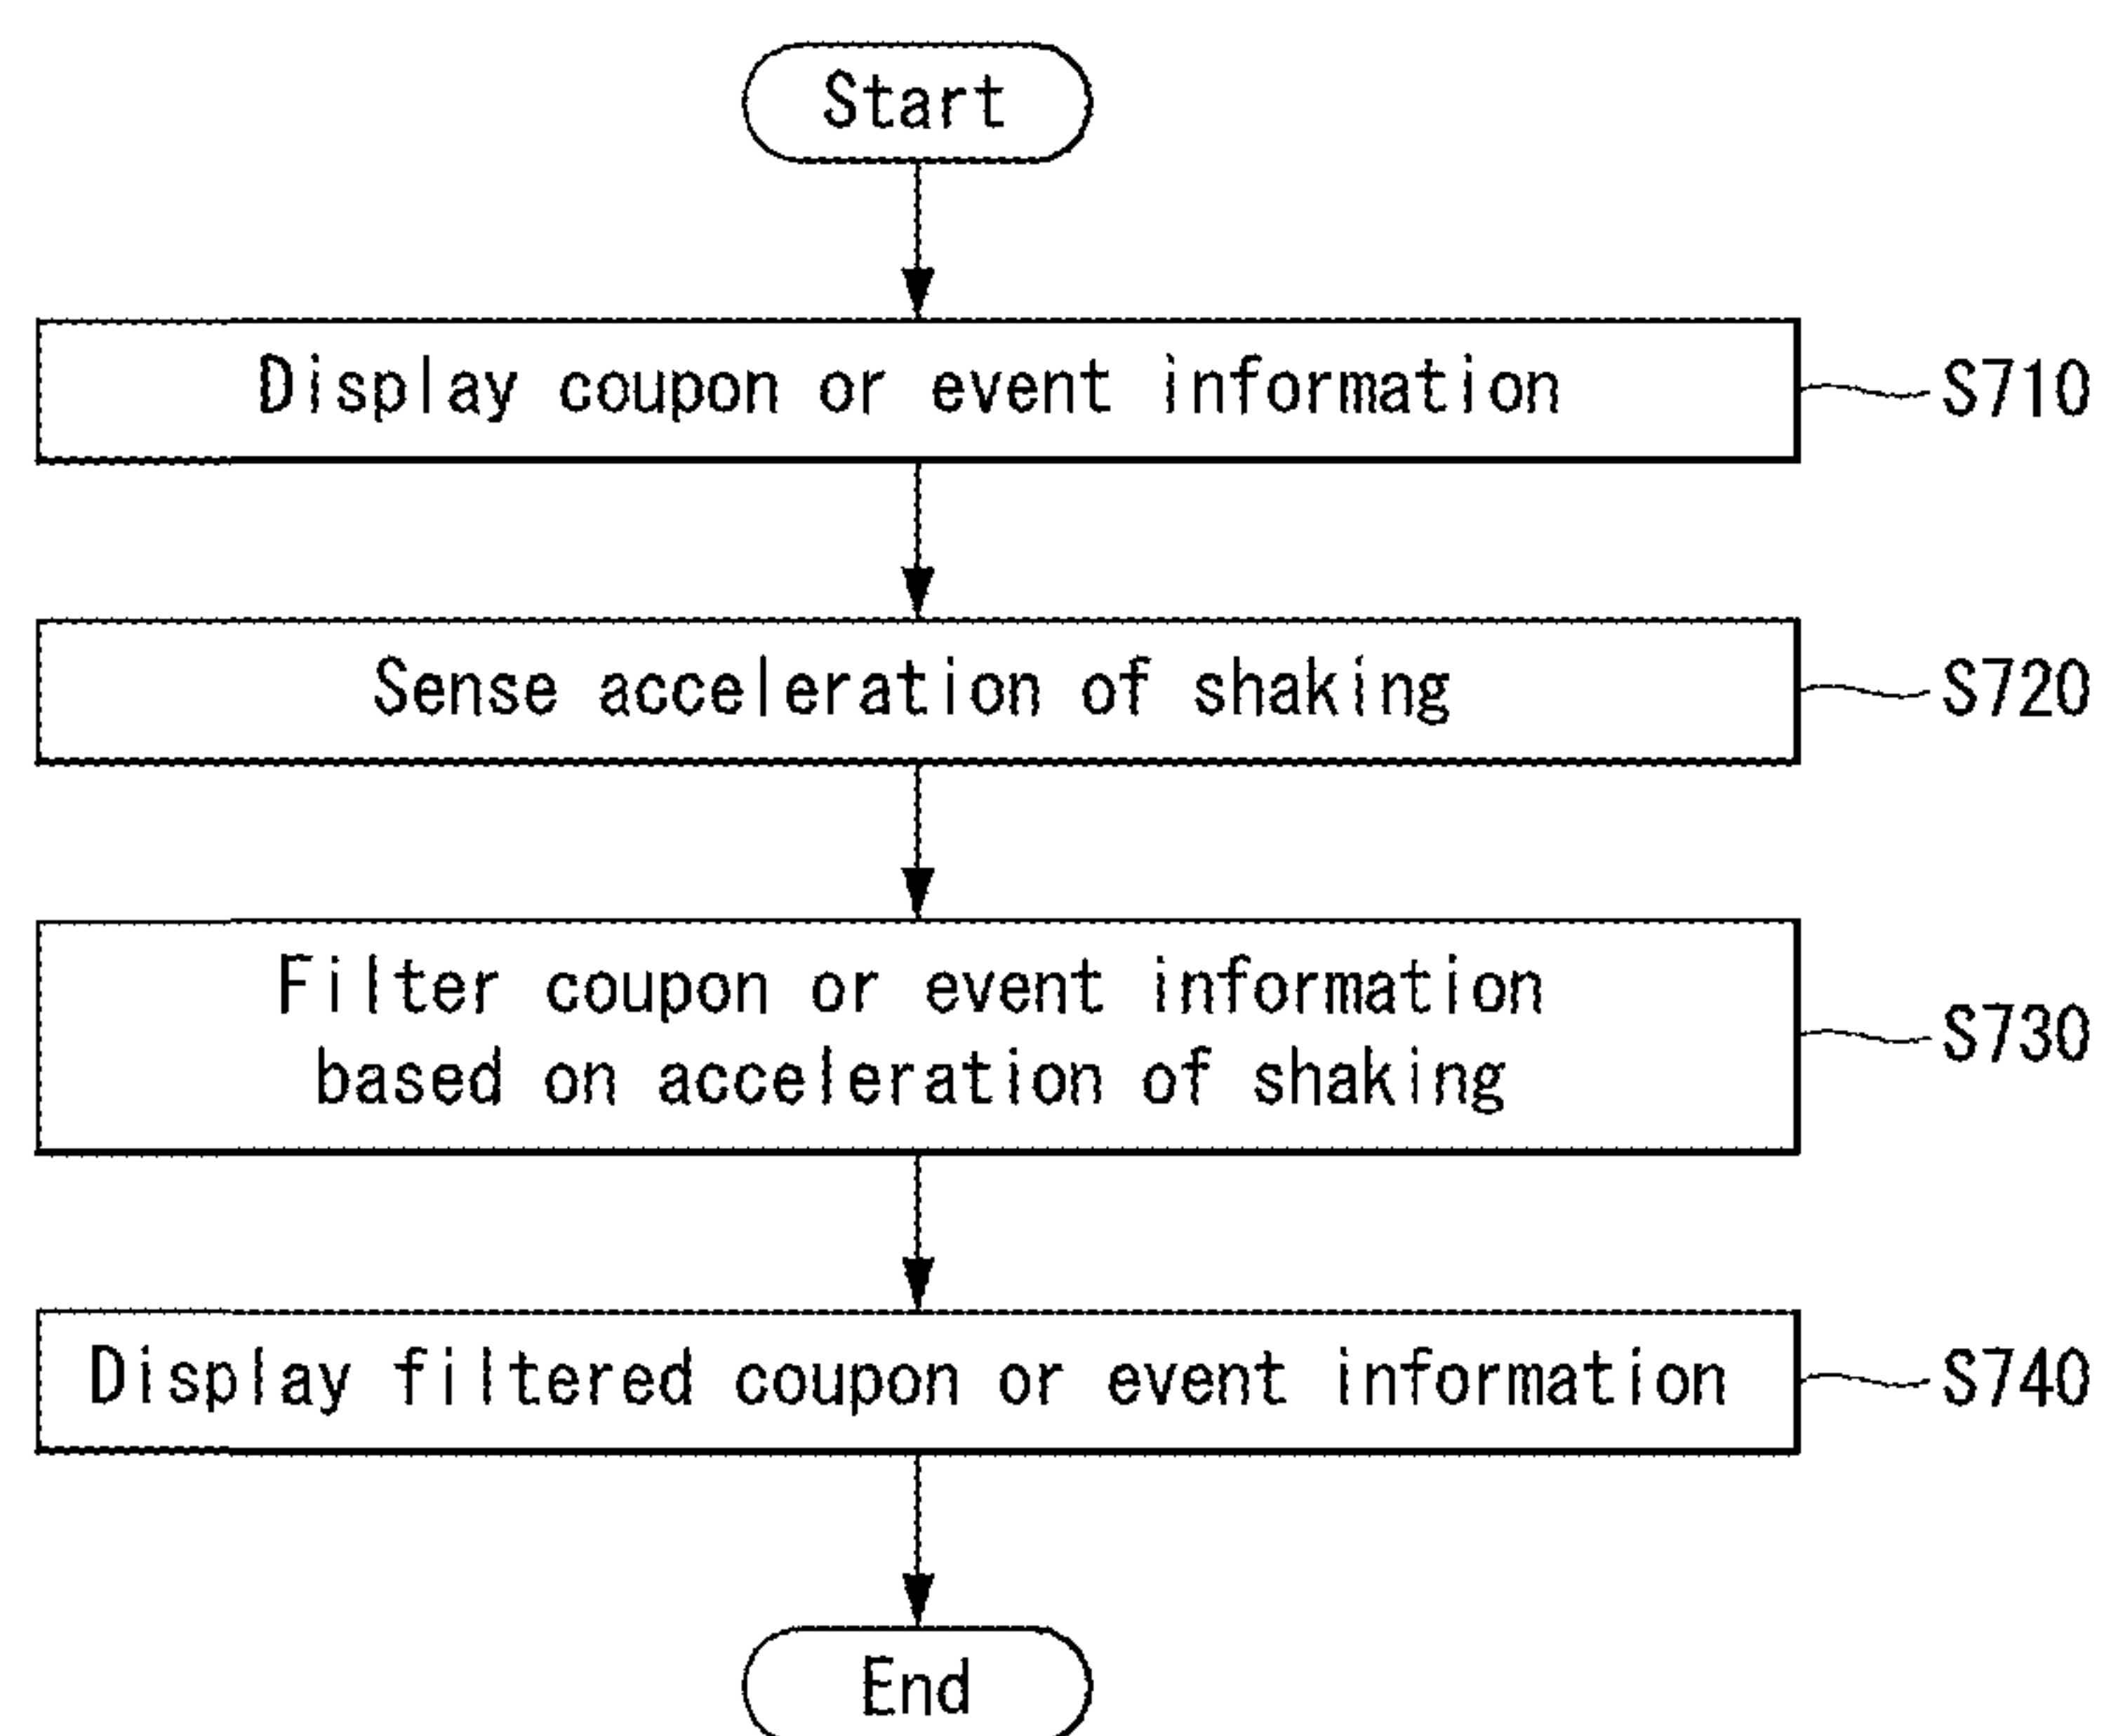 Start
Display coupon or event information
S710
Sense acceleration of shaking
S720
Filter coupon or event information
based on acceleration of shaking
S730
Display filtered coupon or event information
S740
End